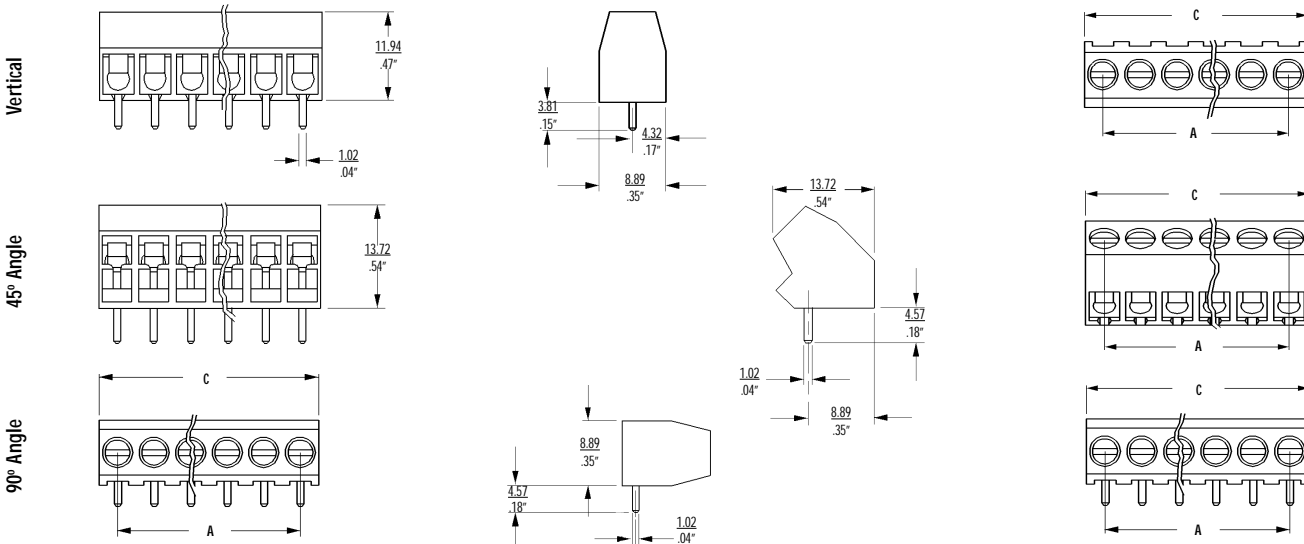 Vertical
11.94
.47"
1.02
.04"
3.81
.15"
4.32
.17"
8.89
.35"
C
A
45º Angle
13.72
.54"
13.72
.54"
4.57
.18"
1.02
.04"
8.89
.35"
C
A
90º Angle
C
A
8.89
.35"
4.57
.18"
1.02
.04"
C
A